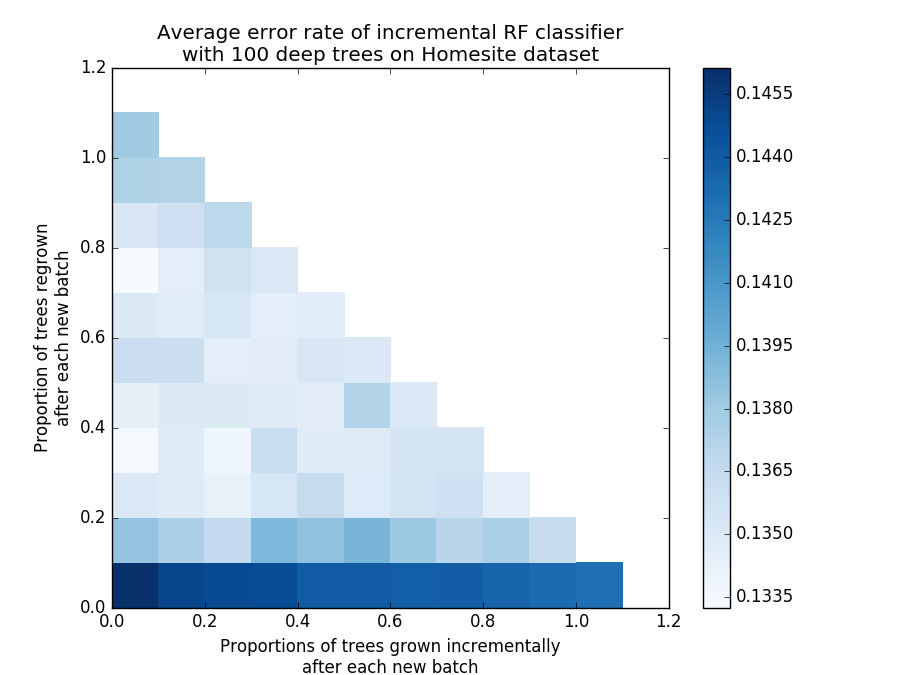 Average error rate of incremental RF classifier
with 100 deep trees on Homesite dataset
1.2
1.0
0.8
0.6
0.4
0.2
0.0
Proportion of trees regrown
after each new batch
0.0 0.2 0.4 0.6 0.8 1.0 1.2
Proportions of trees grown incrementally
after each new batch
0.1455
0.1440
0.1425
0.1410
0.1395
0.1380
0.1365
0.1350
0.1335